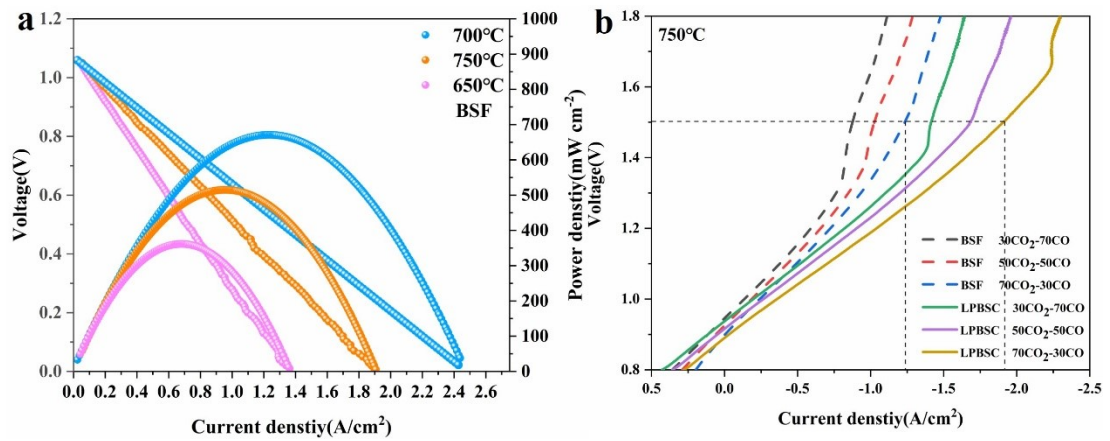 a
1.2
1.0
0.8
0.6
0.4
0.2
0.0
Voltage(V)
0.0 0.2 0.4 0.6 0.8 1.0 1.2 1.4 1.6 1.8 2.0 2.2 2.4 2.6
Current denstiy(A/cm²)
1000
900
800
700
600
500
400
300
200
100
0
Power denstiy(mW cm⁻²)
700°C
750°C
650°C
BSF
b
750°C
1.8
1.6
1.4
1.2
1.0
0.8
Voltage(V)
0.5 0.0 -0.5 -1.0 -1.5 -2.0 -2.5
Current denstiy(A/cm²)
BSF 30CO₂-70CO
BSF 50CO₂-50CO
BSF 70CO₂-30CO
LPBSC 30CO₂-70CO
LPBSC 50CO₂-50CO
LPBSC 70CO₂-30CO